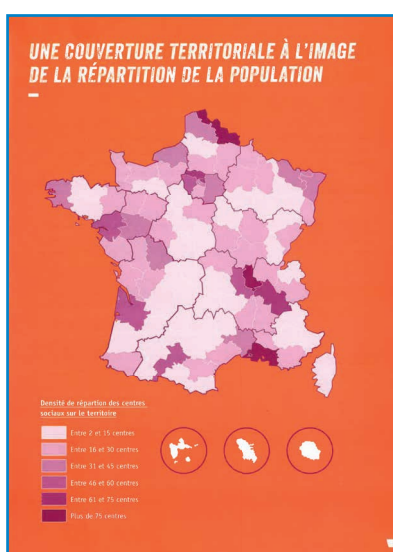 UNE COUVERTURE TERRITORIALE À L'IMAGE
DE LA RÉPARTITION DE LA POPULATION
Densité de répartion des centres
sociaux sur le territoire
Entre 2 et 15 centres
Entre 16 et 30 centres
Entre 31 et 45 centres
Entre 46 et 60 centres
Entre 61 et 75 centres
Plus de 75 centres